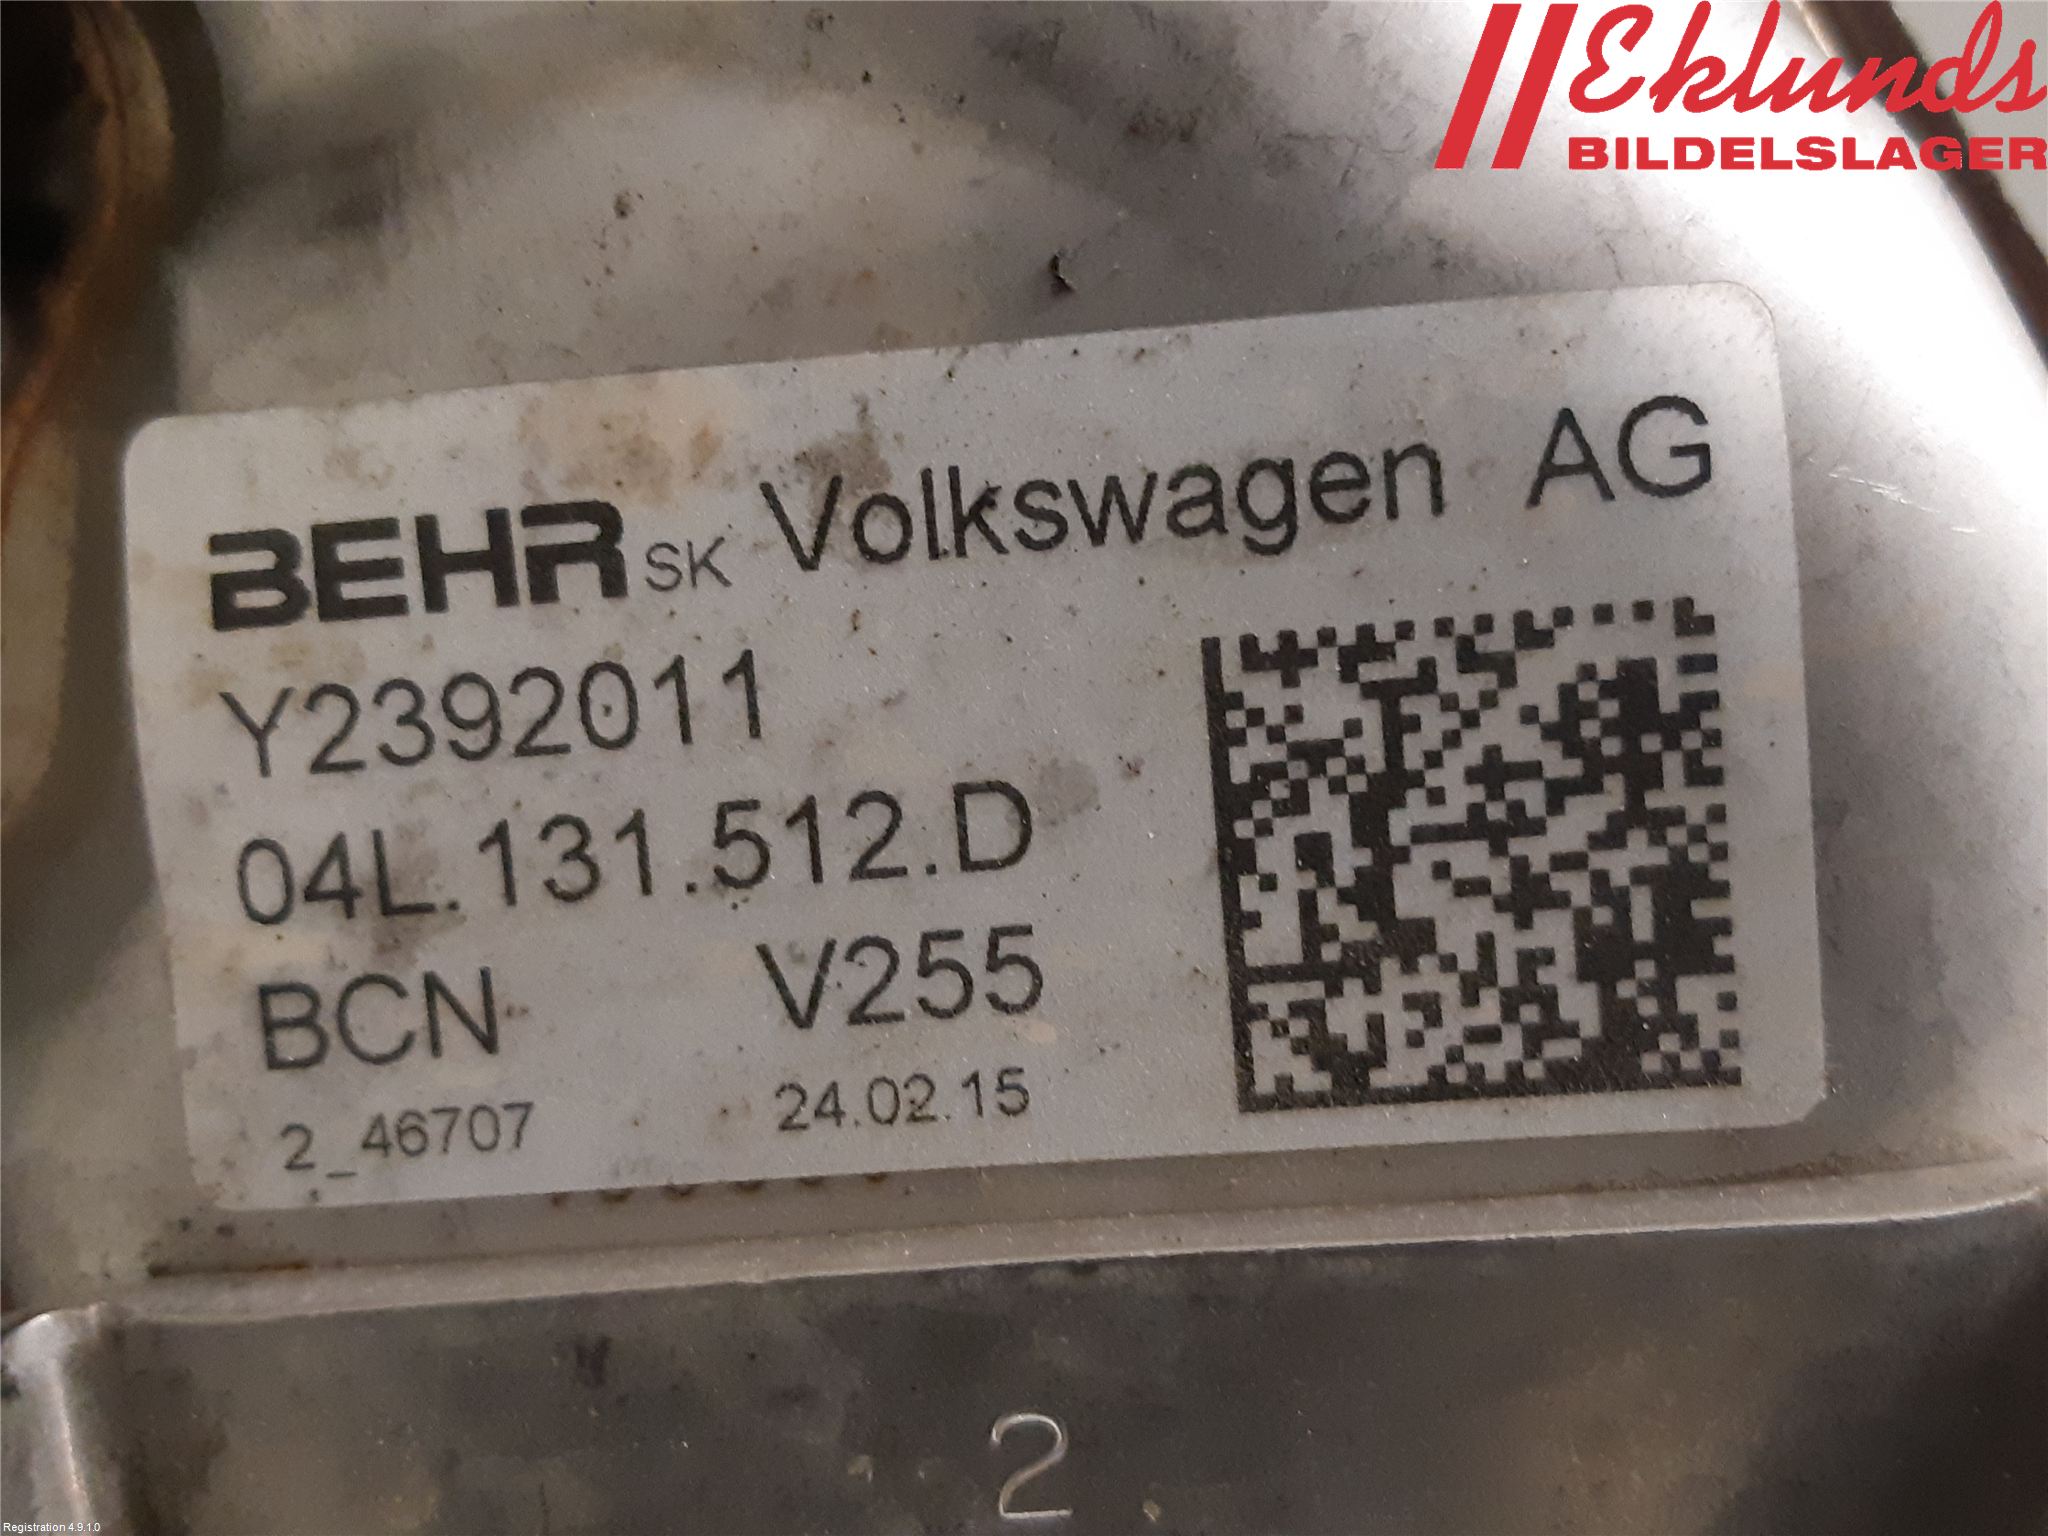 Eklunds
BILDELSLAGER
BEHR SK Volkswagen AG
Y2392011
04L.131.512.D
BCN V255
2_46707 24.02.15
2
Registration 4.9.1.0